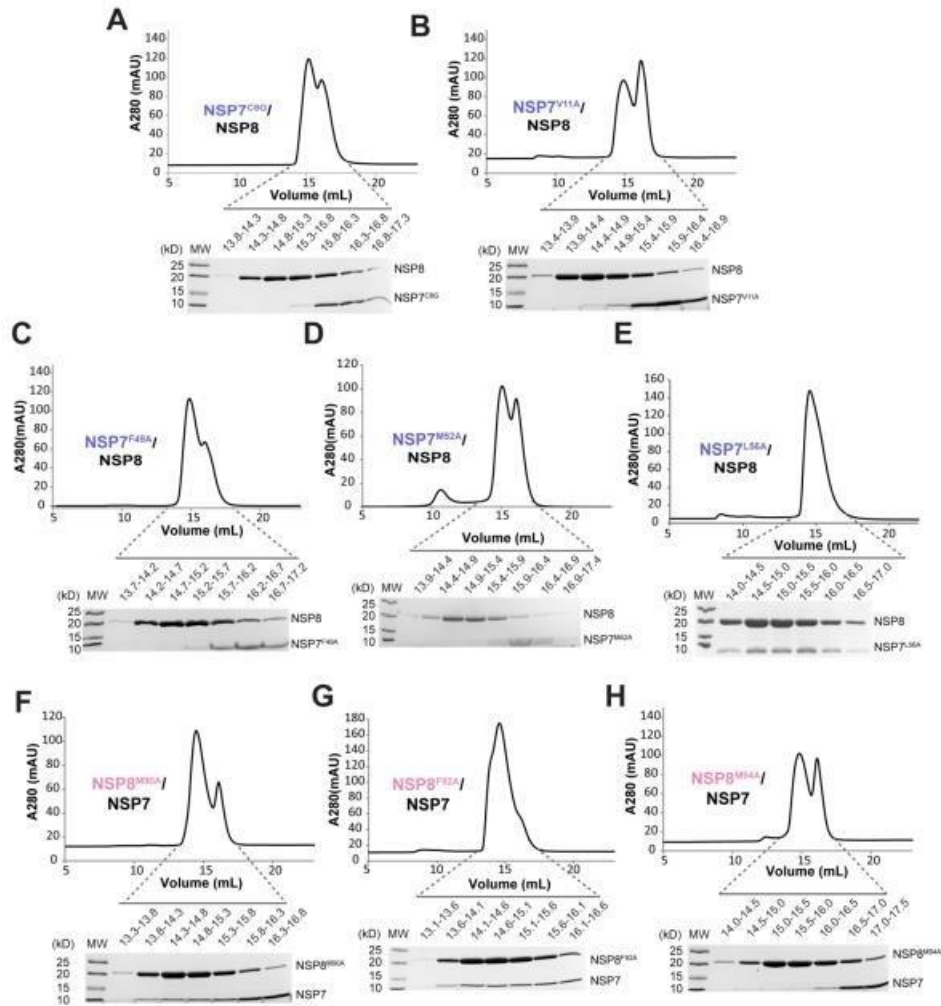 A
A280 (mAU)
140
120
100
80
60
40
20
0
NSP7C8G/
NSP8
5
10
15
20
Volume (mL)
13.8-14.3
14.3-14.8
14.8-15.3
15.3-15.8
15.8-16.3
16.3-16.8
16.8-17.3
(kD)
MW
25
20
15
10
NSP8
NSP7C8G
B
A280 (mAU)
140
120
100
80
60
40
20
0
NSP7V11A/
NSP8
5
10
15
20
Volume (mL)
13.4-13.9
13.9-14.4
14.4-14.9
14.9-15.4
15.4-15.9
15.9-16.4
16.4-16.9
(kD)
MW
25
20
15
10
NSP8
NSP7V11A
C
A280(mAU)
140
120
100
80
60
40
20
0
NSP7F49A/
NSP8
5
10
15
20
Volume (mL)
13.7-14.2
14.2-14.7
14.7-15.2
15.2-15.7
15.7-16.2
16.2-16.7
16.7-17.2
(kD)
MW
25
20
15
10
NSP8
NSP7F49A
D
A280(mAU)
120
100
80
60
40
20
0
NSP7M52A/
NSP8
5
10
15
20
Volume (mL)
13.9-14.4
14.4-14.9
14.9-15.4
15.4-15.9
15.9-16.4
16.4-16.9
16.9-17.4
(kD)
MW
25
20
15
10
NSP8
NSP7M52A
E
A280(mAU)
160
140
120
100
80
60
40
20
0
NSP7L56A/
NSP8
5
10
15
20
Volume (mL)
14.0-14.5
14.5-15.0
15.0-15.5
15.5-16.0
16.0-16.5
16.5-17.0
(kD)
MW
25
20
15
10
NSP8
NSP7L56A
F
A280 (mAU)
120
100
80
60
40
20
0
NSP8M90A/
NSP7
5
10
15
20
Volume (mL)
13.3-13.8
13.8-14.3
14.3-14.8
14.8-15.3
15.3-15.8
15.8-16.3
16.3-16.8
(kD)
MW
25
20
15
10
NSP8M90A
NSP7
G
A280(mAU)
180
160
140
120
100
80
60
40
20
0
NSP8F92A/
NSP7
5
10
15
20
Volume (mL)
13.1-13.6
13.6-14.1
14.1-14.6
14.6-15.1
15.1-15.6
15.6-16.1
16.1-16.6
(kD)
MW
25
20
15
10
NSP8F92A
NSP7
H
A280 (mAU)
140
120
100
80
60
40
20
0
NSP8M94A/
NSP7
5
10
15
20
Volume (mL)
14.0-14.5
14.5-15.0
15.0-15.5
15.5-16.0
16.0-16.5
16.5-17.0
17.0-17.5
(kD)
MW
25
20
15
10
NSP8M94A
NSP7